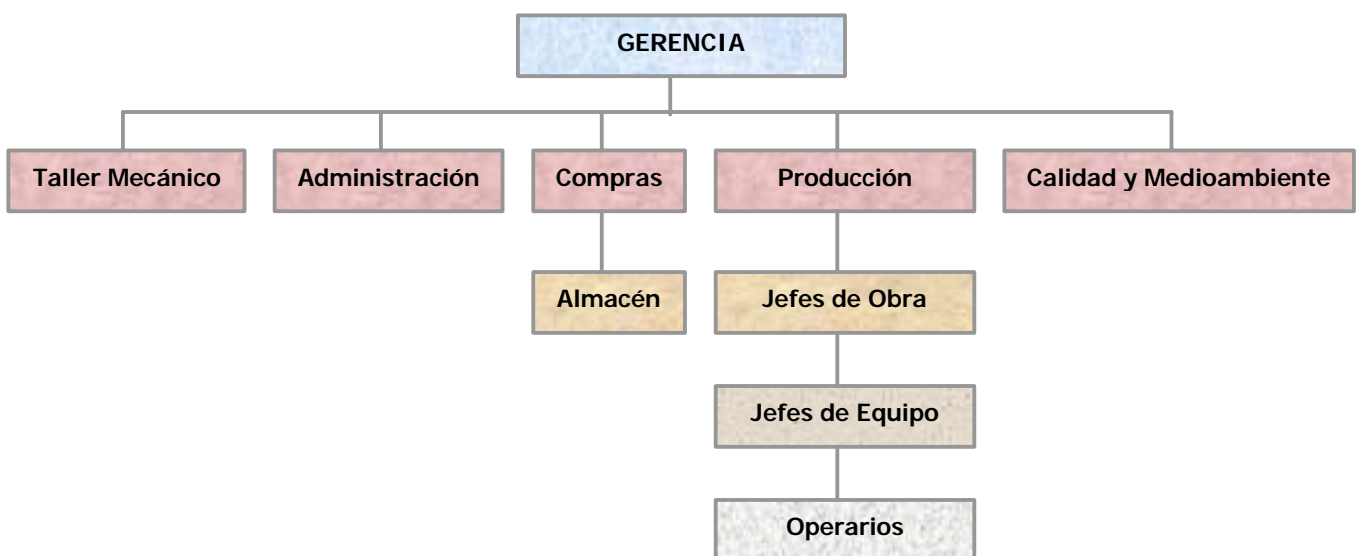 GERENCIA
Taller Mecánico
Administración
Compras
Producción
Calidad y Medioambiente
Almacén
Jefes de Obra
Jefes de Equipo
Operarios